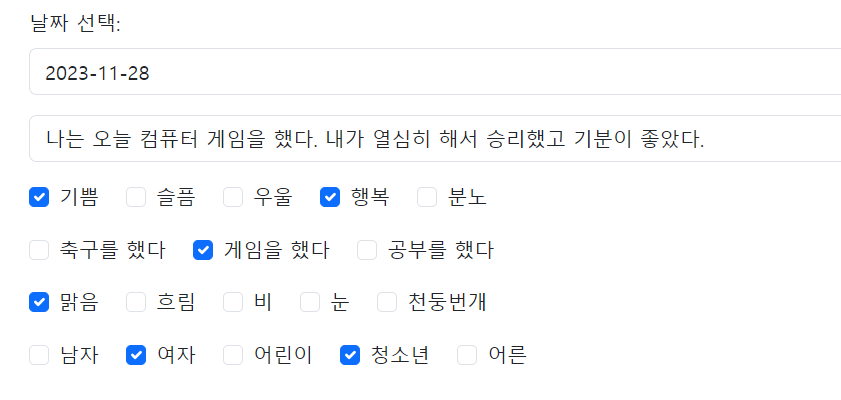 날짜 선택:
2023-11-28
나는 오늘 컴퓨터 게임을 했다. 내가 열심히 해서 승리했고 기분이 좋았다.
기쁨 슬픔 우울 행복 분노
축구를 했다 게임을 했다 공부를 했다
맑음 흐림 비 눈 천둥번개
남자 여자 어린이 청소년 어른